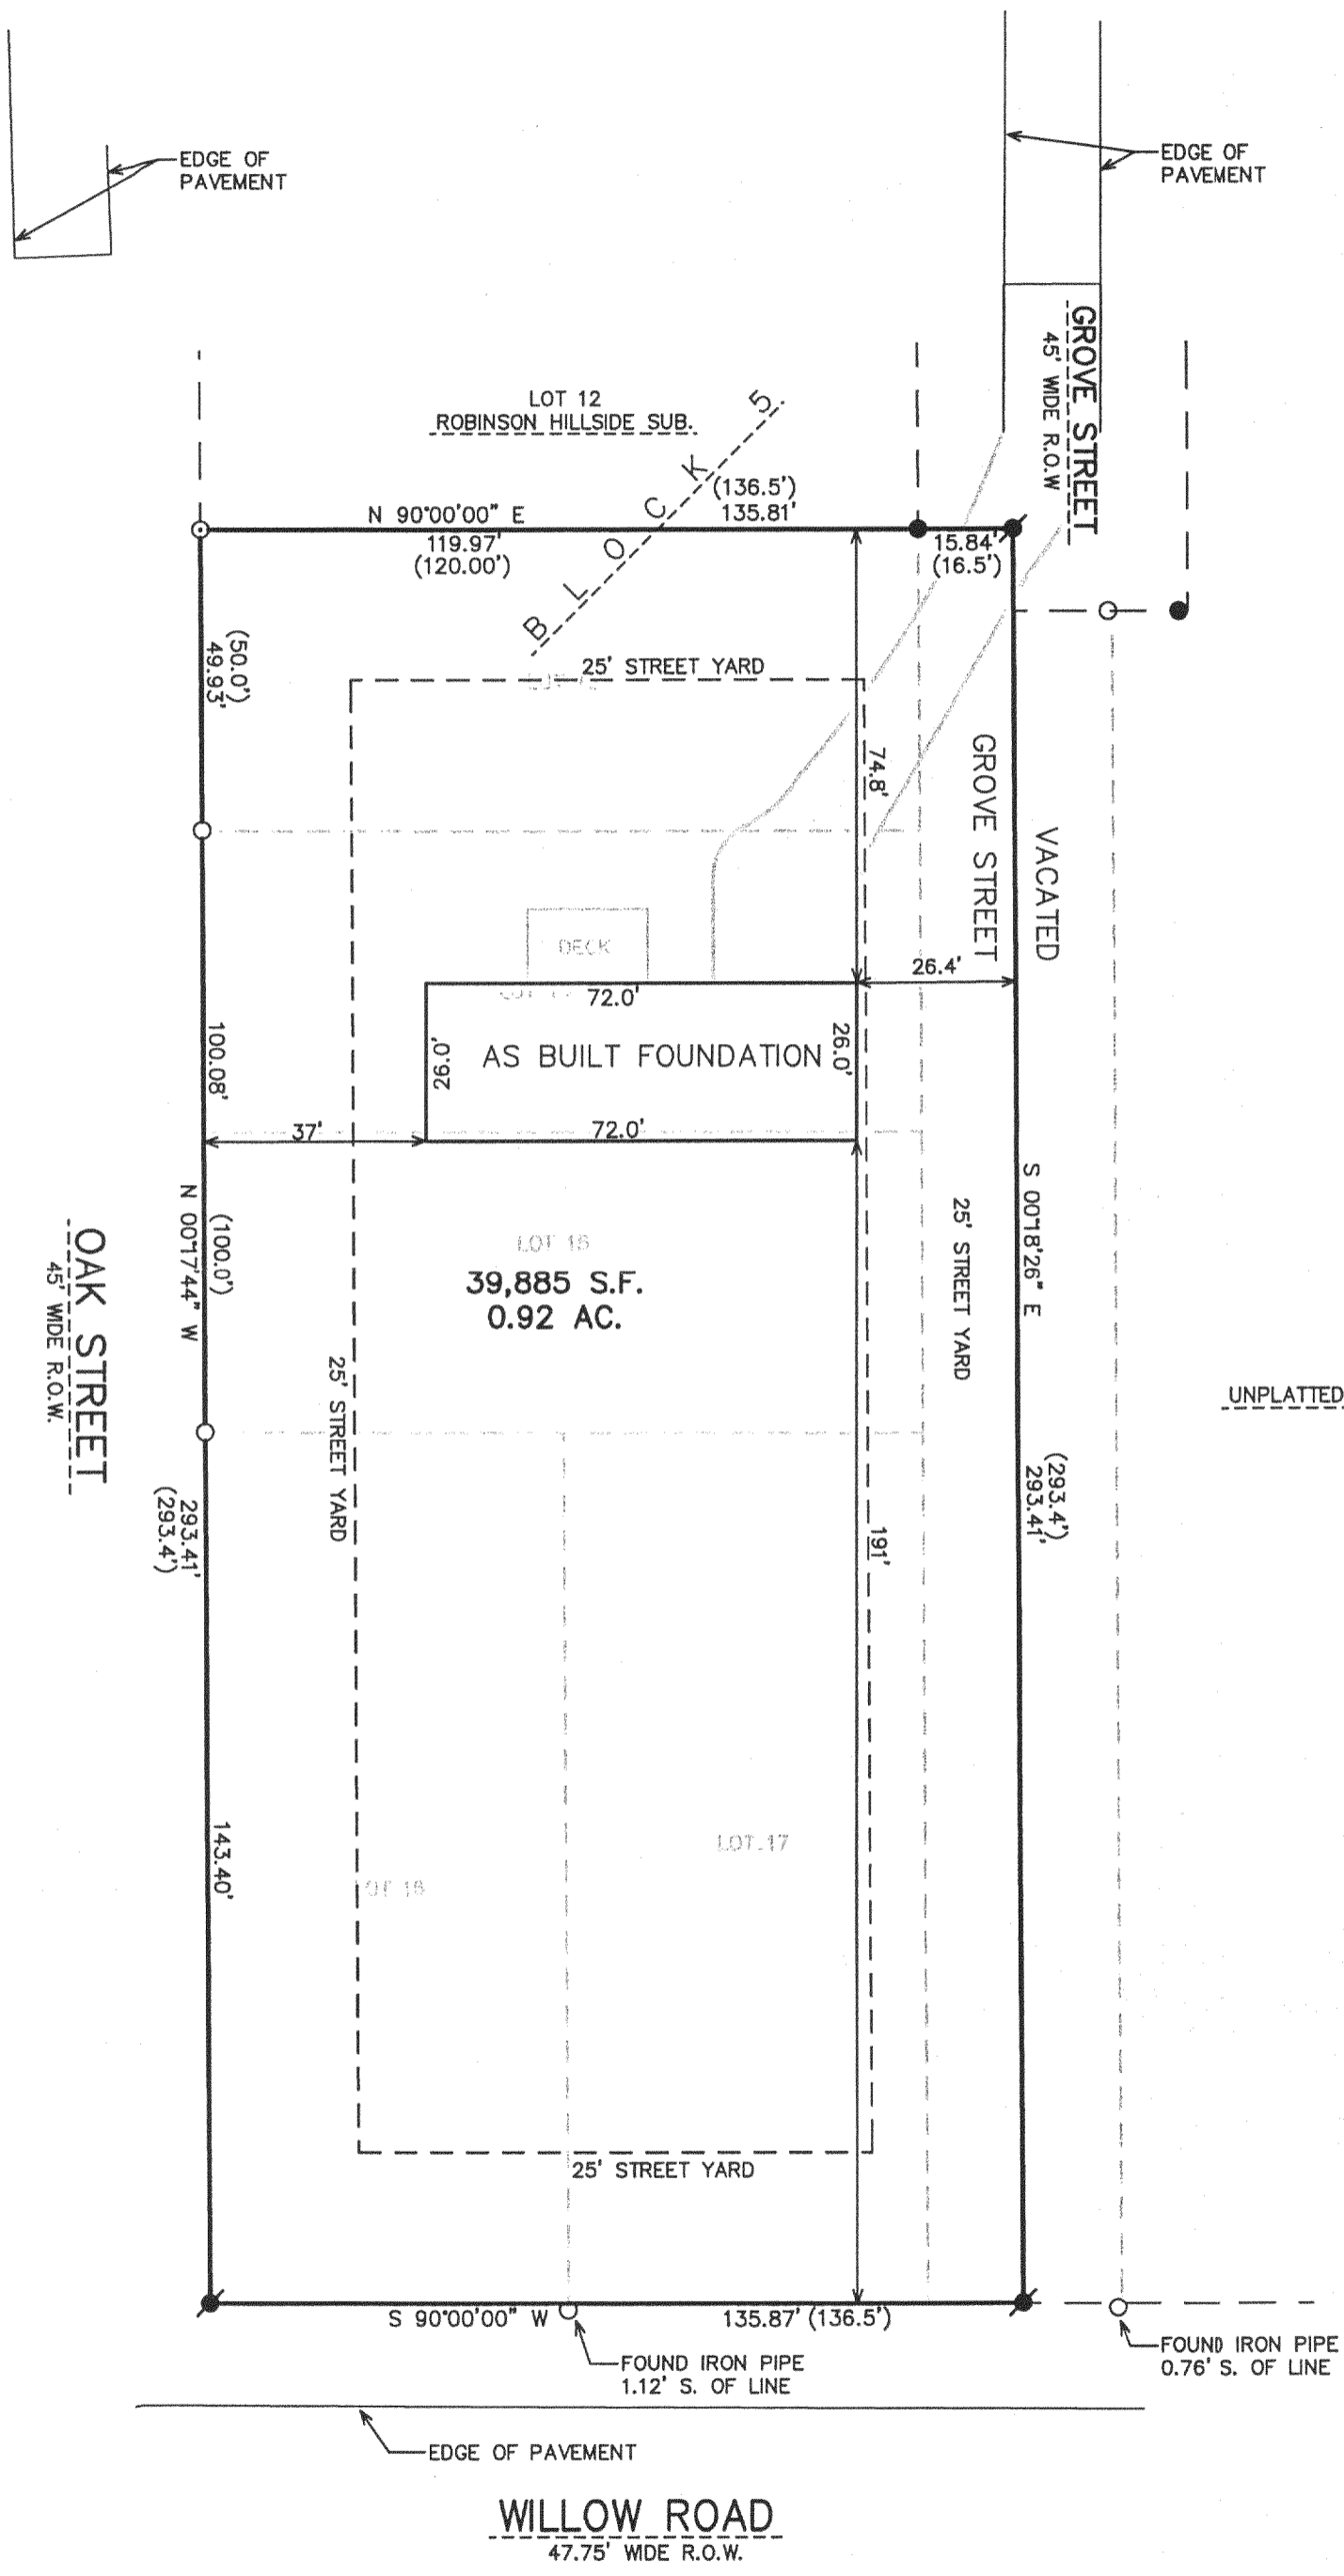 EDGE OF
PAVEMENT
EDGE OF
PAVEMENT
GROVE STREET
45' WIDE R.O.W
LOT 12
ROBINSON HILLSIDE SUB.
BLOCK 5
(136.5')
135.81'
N 90°00'00" E
119.97'
(120.00')
15.84'
(16.5')
(50.0')
49.93'
25' STREET YARD
74.8'
GROVE STREET
VACATED
DECK
26.4'
72.0'
26.0'
AS BUILT FOUNDATION
26.0'
72.0'
37'
100.08'
(100.0')
N 00°17'44" W
S 00°18'26" E
25' STREET YARD
LOT 15
39,885 S.F.
0.92 AC.
OAK STREET
45' WIDE R.O.W.
25' STREET YARD
UNPLATTED
293.41'
(293.4')
(293.4')
293.41'
191'
143.40'
LOT 17
25' STREET YARD
S 90°00'00" W
135.87' (136.5')
FOUND IRON PIPE
1.12' S. OF LINE
FOUND IRON PIPE
0.76' S. OF LINE
EDGE OF PAVEMENT
WILLOW ROAD
47.75' WIDE R.O.W.